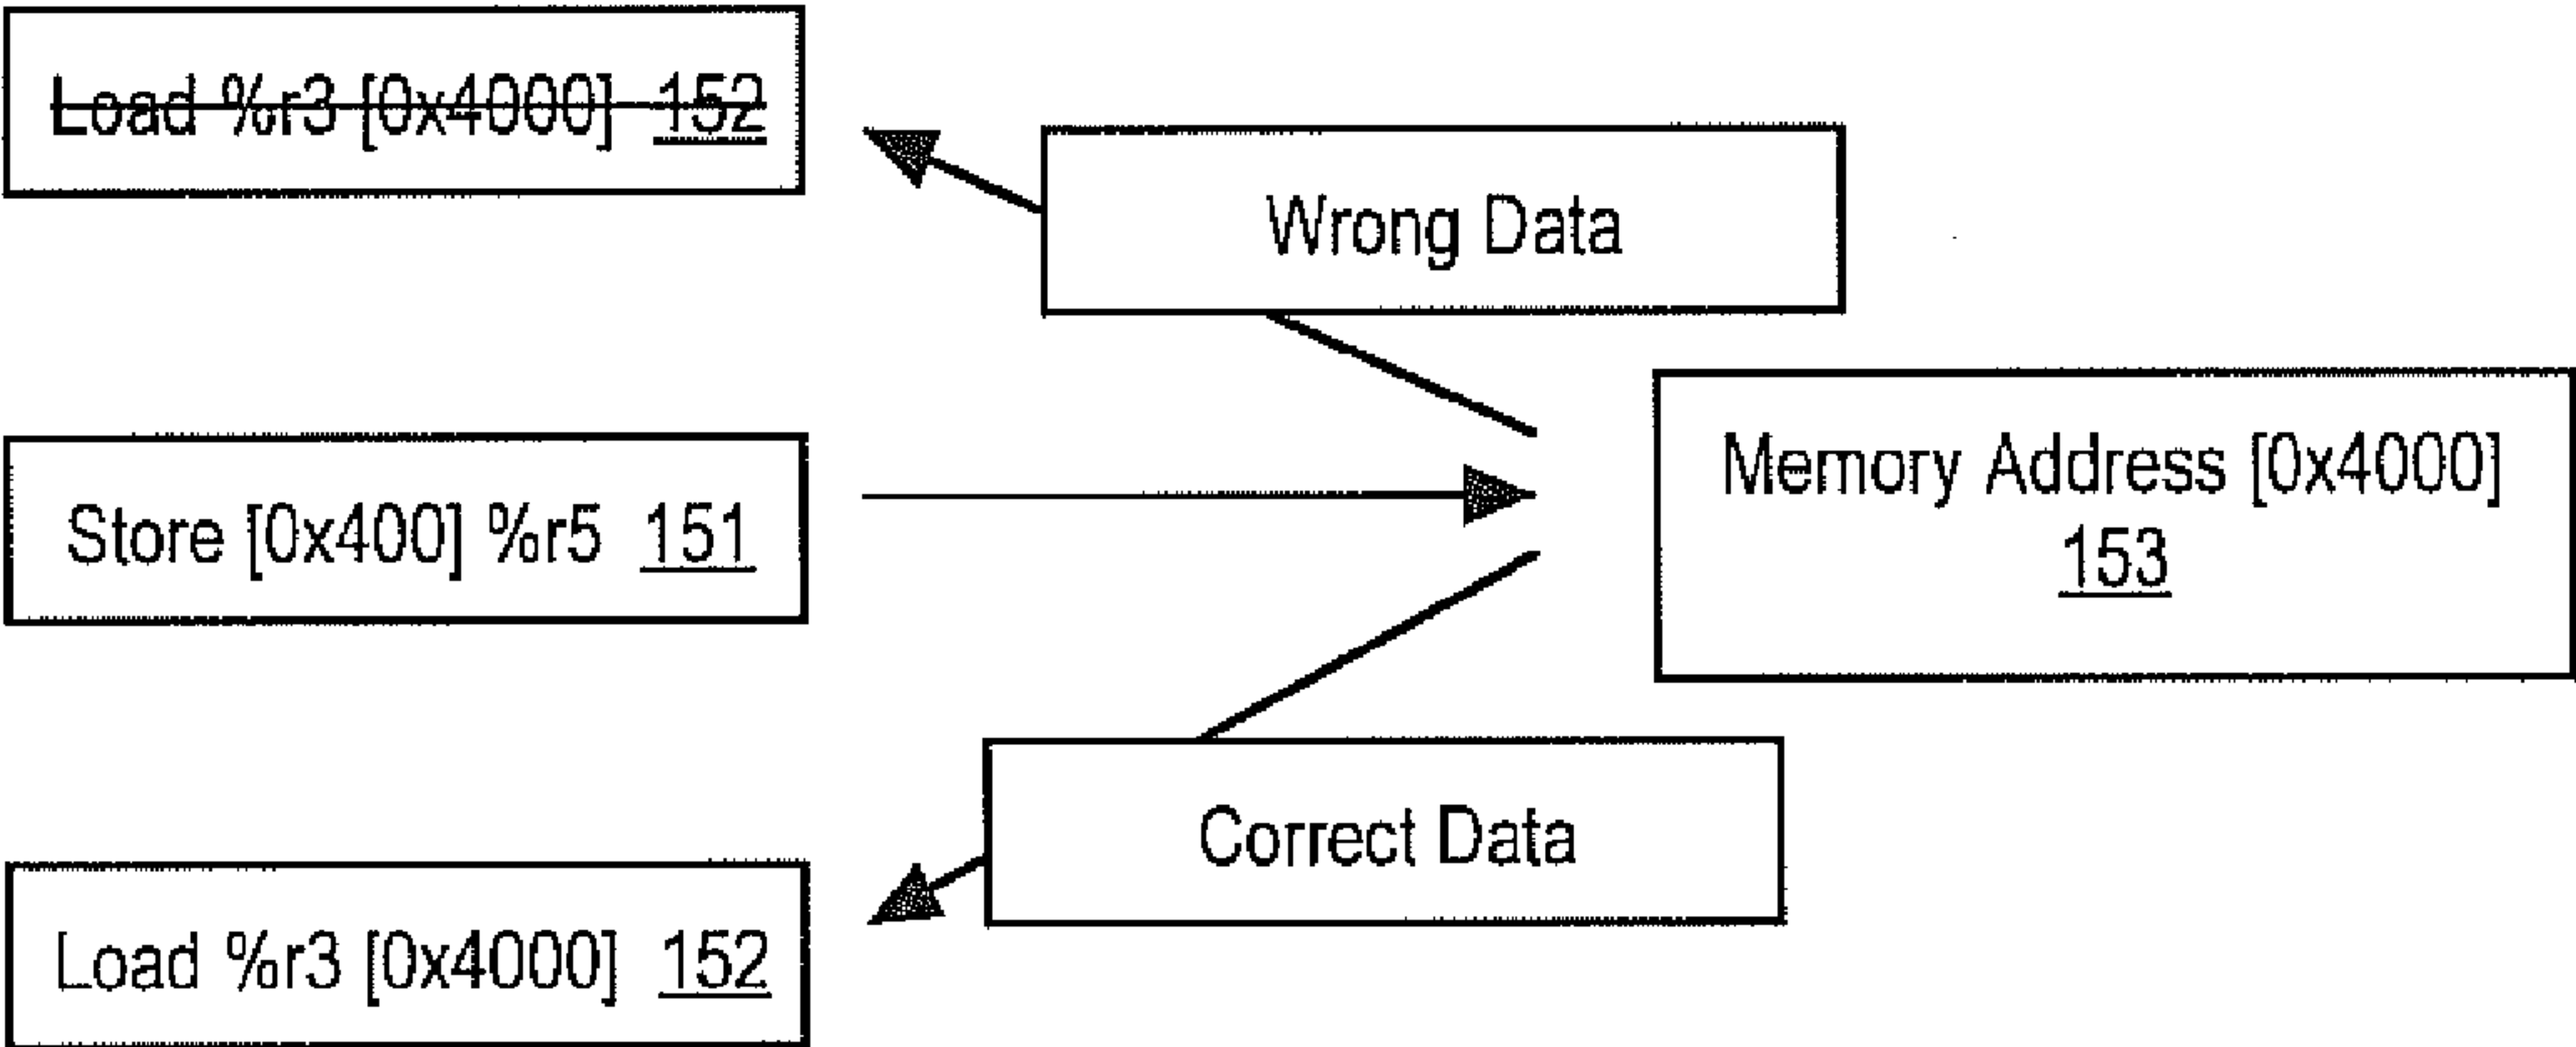 Load %r3 [0x4000] 152
Wrong Data
Store [0x400] %r5 151
Memory Address [0x4000]
153
Correct Data
Load %r3 [0x4000] 152